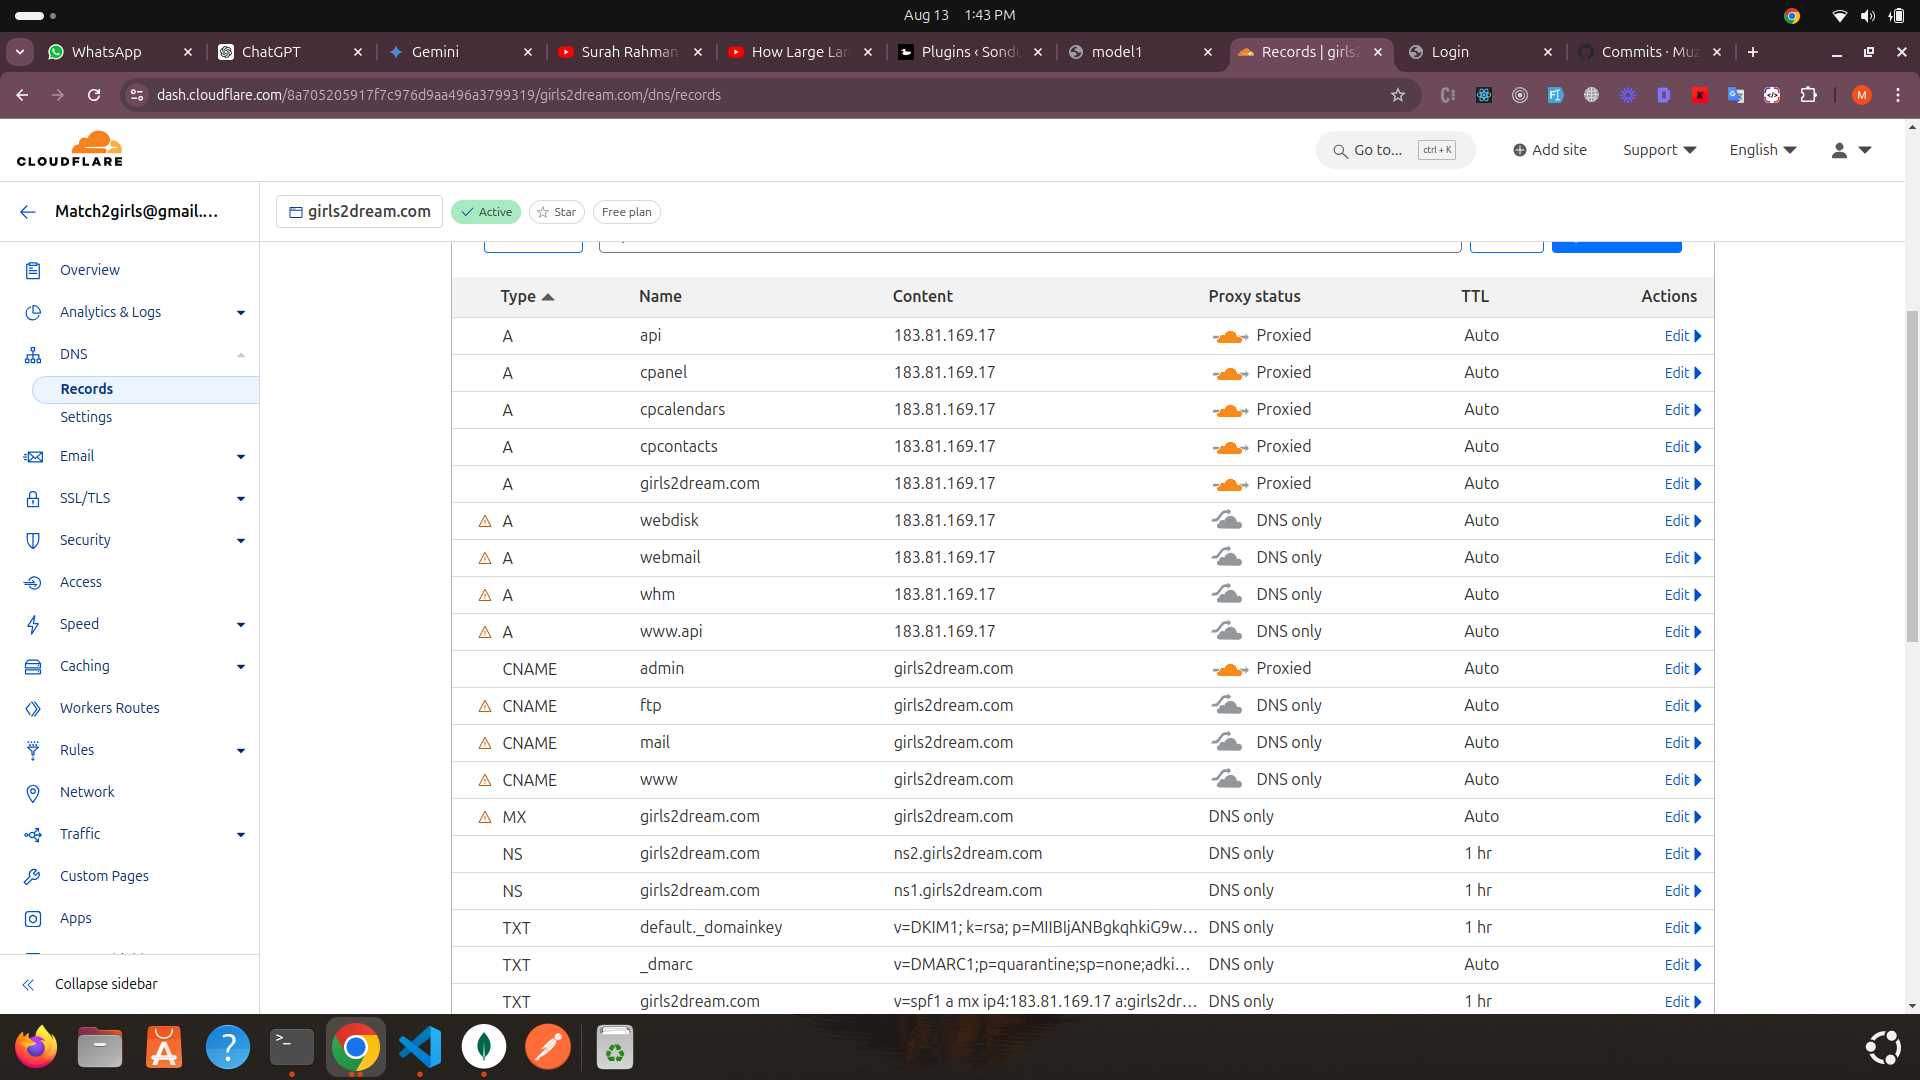 Aug 13 1:43 PM
WhatsApp
ChatGPT
Gemini
Surah Rahman
How Large Lan
Plugins ‹ Sondu
model1
Records | girls2
Login
Commits · Muz
dash.cloudflare.com/8a705205917f7c976d9aa496a3799319/girls2dream.com/dns/records
M
CLOUDFLARE
Go to... ctrl + K
Add site
Support
English
Match2girls@gmail....
girls2dream.com
Active
Star
Free plan
Overview
Analytics & Logs
DNS
Records
Settings
Email
SSL/TLS
Security
Access
Speed
Caching
Workers Routes
Rules
Network
Traffic
Custom Pages
Apps
Collapse sidebar
Type Name Content Proxy status TTL Actions
A api 183.81.169.17 Proxied Auto Edit
A cpanel 183.81.169.17 Proxied Auto Edit
A cpcalendars 183.81.169.17 Proxied Auto Edit
A cpcontacts 183.81.169.17 Proxied Auto Edit
A girls2dream.com 183.81.169.17 Proxied Auto Edit
A webdisk 183.81.169.17 DNS only Auto Edit
A webmail 183.81.169.17 DNS only Auto Edit
A whm 183.81.169.17 DNS only Auto Edit
A www.api 183.81.169.17 DNS only Auto Edit
CNAME admin girls2dream.com Proxied Auto Edit
CNAME ftp girls2dream.com DNS only Auto Edit
CNAME mail girls2dream.com DNS only Auto Edit
CNAME www girls2dream.com DNS only Auto Edit
MX girls2dream.com girls2dream.com DNS only Auto Edit
NS girls2dream.com ns2.girls2dream.com DNS only 1 hr Edit
NS girls2dream.com ns1.girls2dream.com DNS only 1 hr Edit
TXT default._domainkey v=DKIM1; k=rsa; p=MIIBIjANBgkqhkiG9w... DNS only 1 hr Edit
TXT _dmarc v=DMARC1;p=quarantine;sp=none;adki... DNS only Auto Edit
TXT girls2dream.com v=spf1 a mx ip4:183.81.169.17 a:girls2dr... DNS only 1 hr Edit